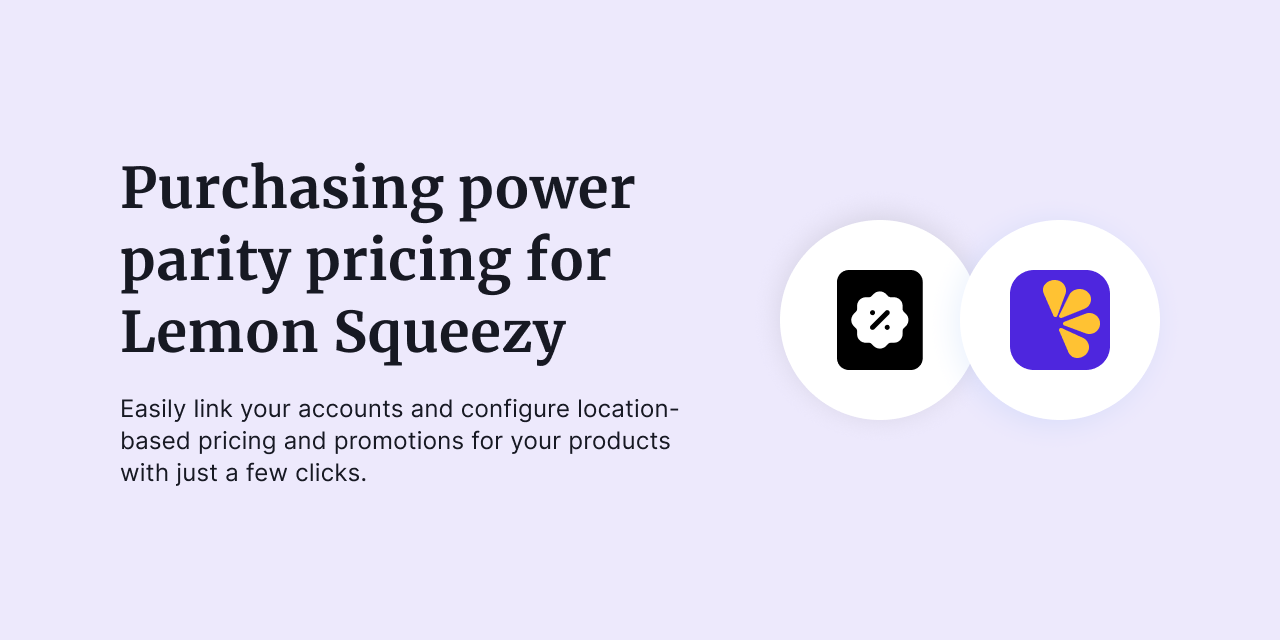 Purchasing power
parity pricing for
Lemon Squeezy
Easily link your accounts and configure location-
based pricing and promotions for your products
with just a few clicks.